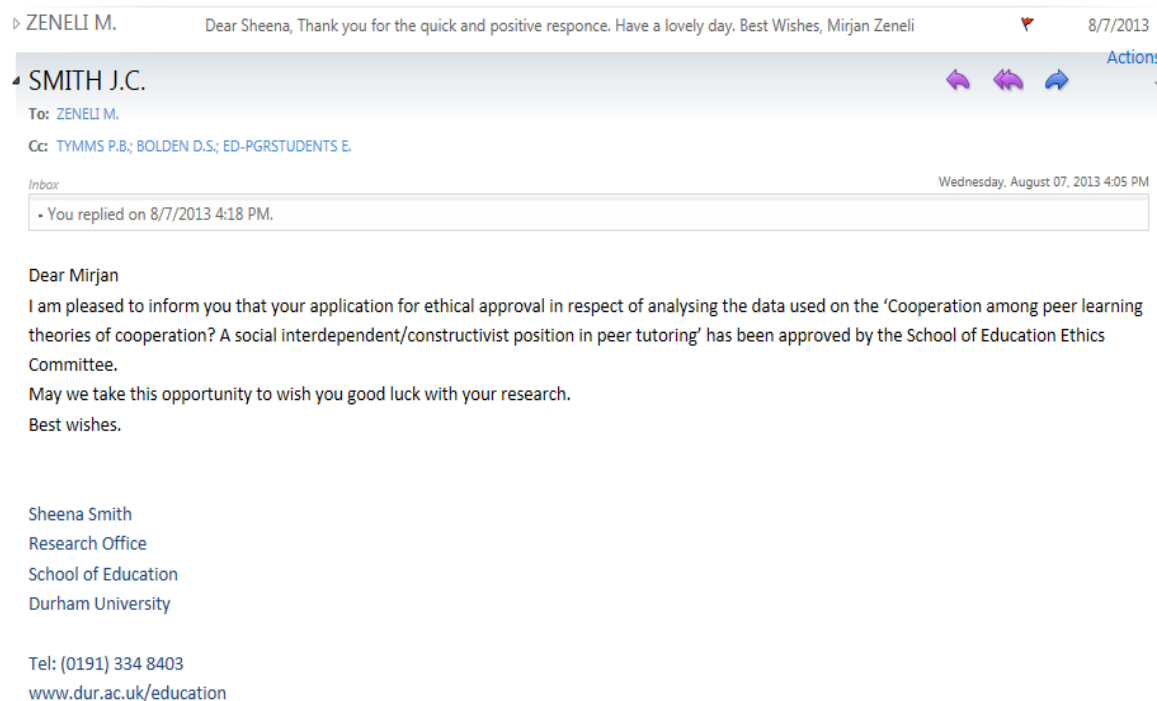 ZENELI M. Dear Sheena, Thank you for the quick and positive responce. Have a lovely day. Best Wishes, Mirjan Zeneli 8/7/2013
Actions
SMITH J.C.
To: ZENELI M.
Cc: TYMMS P.B.; BOLDEN D.S.; ED-PGRSTUDENTS E.
Inbox Wednesday, August 07, 2013 4:05 PM
- You replied on 8/7/2013 4:18 PM.
Dear Mirjan
I am pleased to inform you that your application for ethical approval in respect of analysing the data used on the ‘Cooperation among peer learning
theories of cooperation? A social interdependent/constructivist position in peer tutoring’ has been approved by the School of Education Ethics
Committee.
May we take this opportunity to wish you good luck with your research.
Best wishes.
Sheena Smith
Research Office
School of Education
Durham University
Tel: (0191) 334 8403
www.dur.ac.uk/education